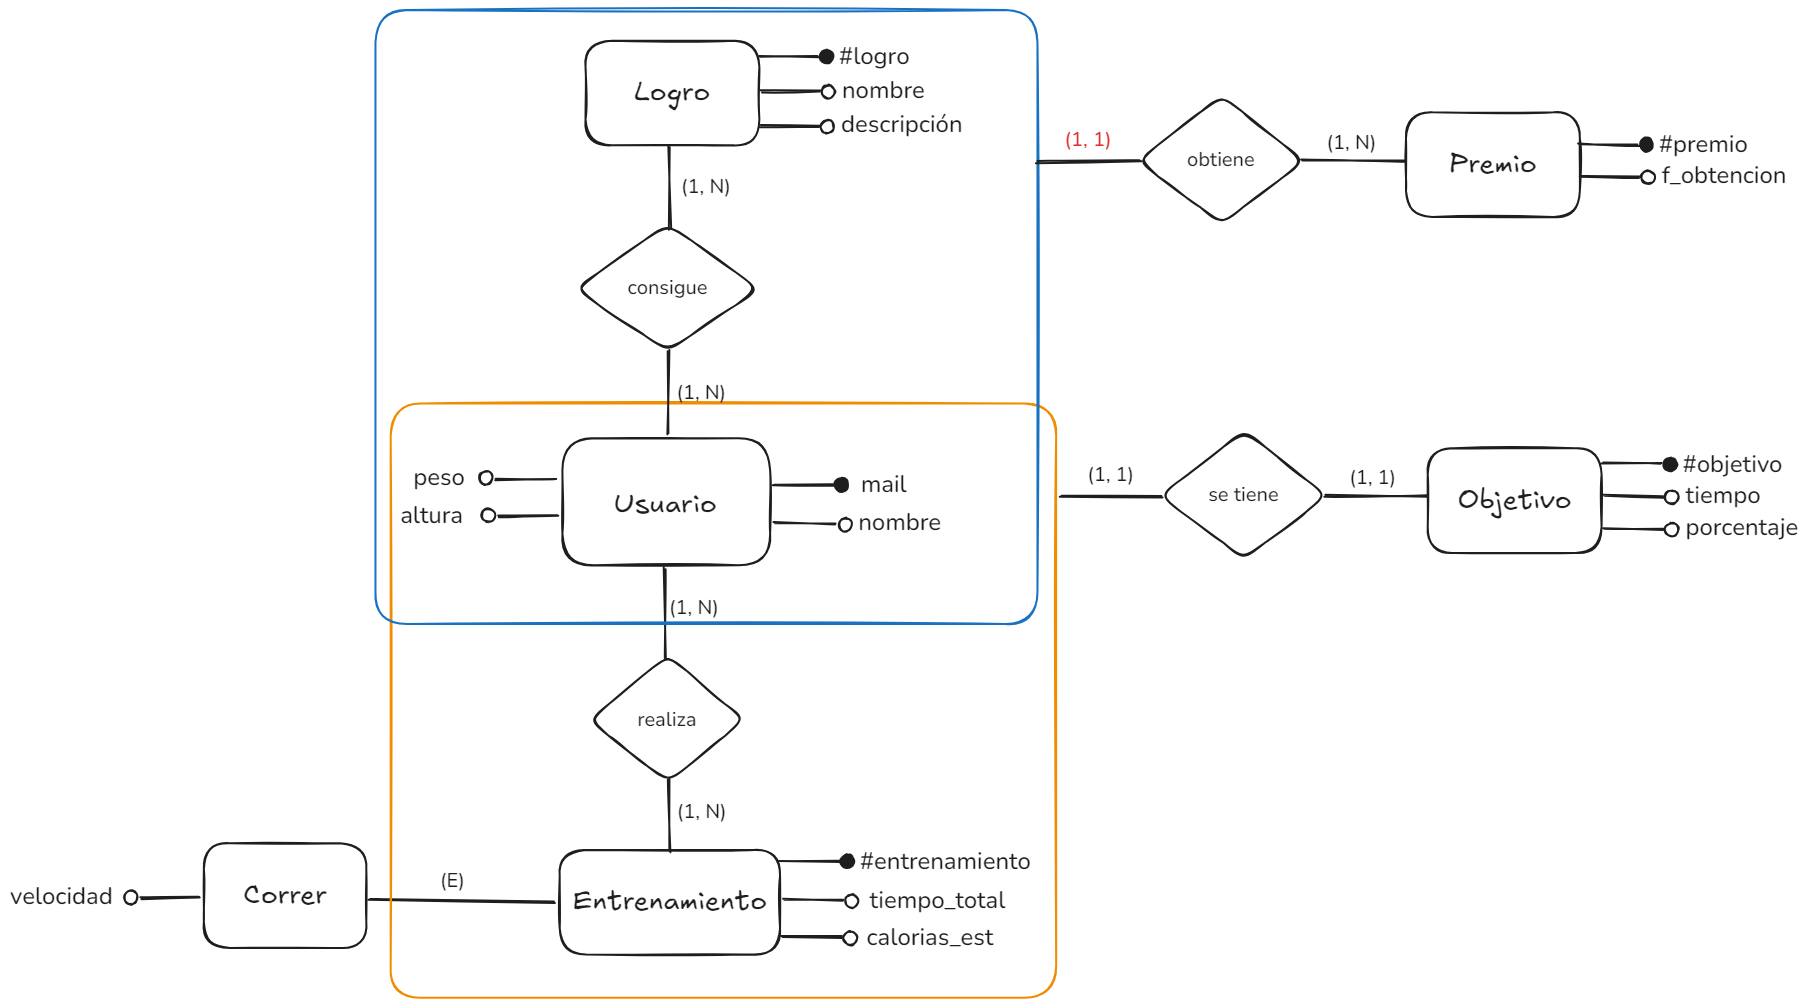 Logro
#logro
nombre
descripción
(1, N)
consigue
(1, N)
(1, 1)
obtiene
(1, N)
Premio
#premio
f_obtencion
peso
altura
Usuario
mail
nombre
(1, 1)
se tiene
(1, 1)
Objetivo
#objetivo
tiempo
porcentaje
(1, N)
realiza
(1, N)
velocidad
Correr
(E)
Entrenamiento
#entrenamiento
tiempo_total
calorias_est